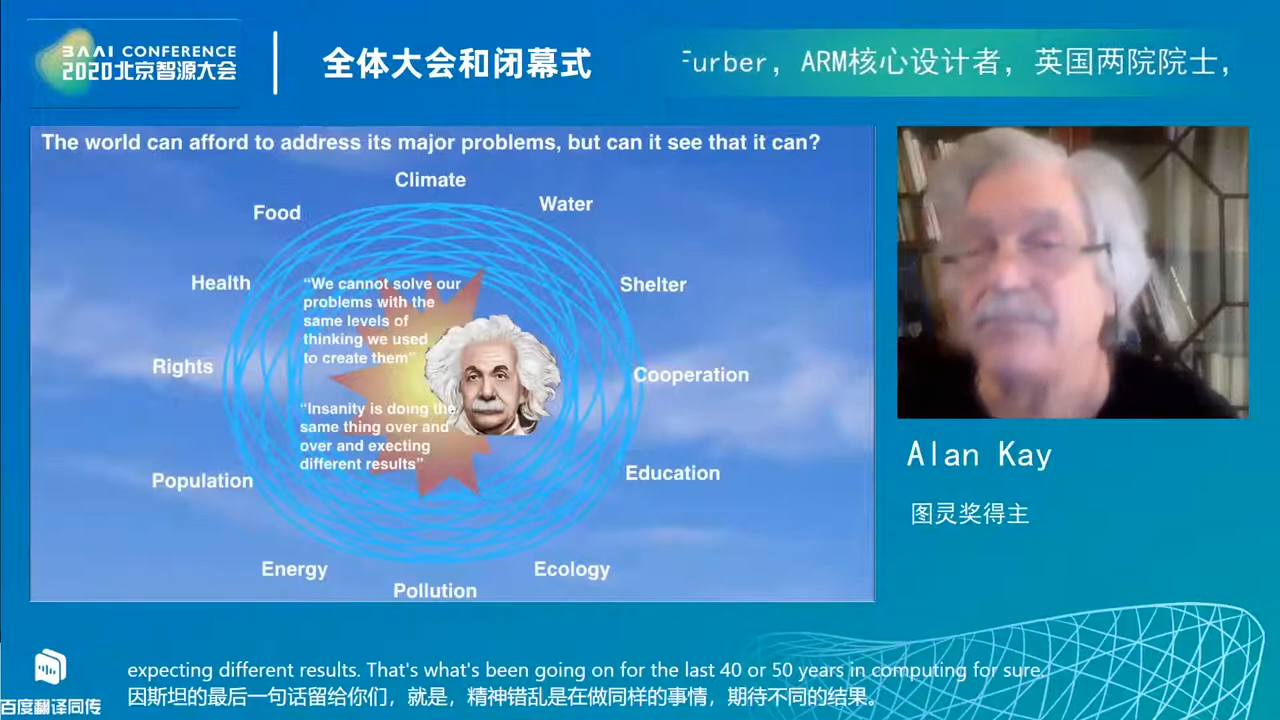 BAAI CONFERENCE
2020北京智源大会
全体大会和闭幕式
Furber，ARM核心设计者，英国两院院士，
The world can afford to address its major problems, but can it see that it can?
Climate
Water
Food
Health
Shelter
“We cannot solve our
problems with the
same levels of
thinking we used
to create them”
Rights
Cooperation
“Insanity is doing the
same thing over and
over and execting
different results”
Education
Population
Energy
Ecology
Pollution
Alan Kay
图灵奖得主
expecting different results. That's what's been going on for the last 40 or 50 years in computing for sure.
因斯坦的最后一句话留给你们，就是，精神错乱是在做同样的事情，期待不同的结果。
百度翻译同传